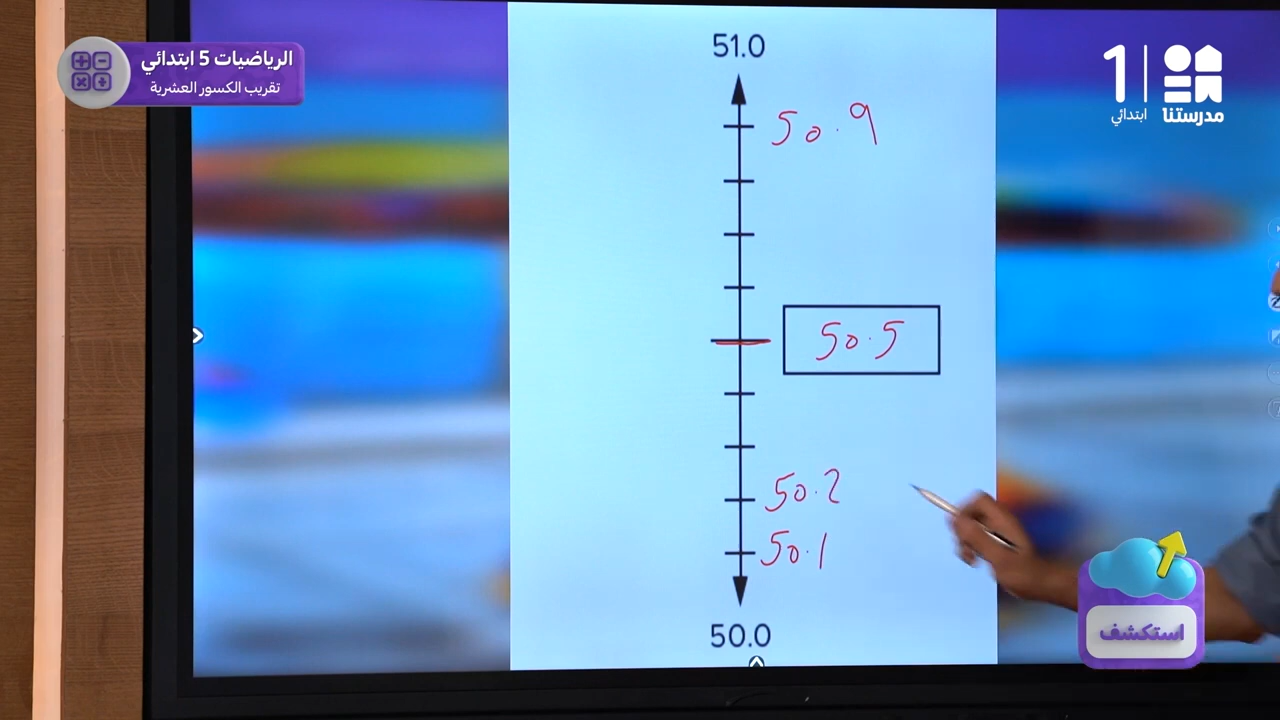 الرياضيات 5 ابتدائي
تقريب الكسور العشرية
1
ابتدائي
مدرستنا
51.0
50.9
50.5
50.2
50.1
50.0
استكشف